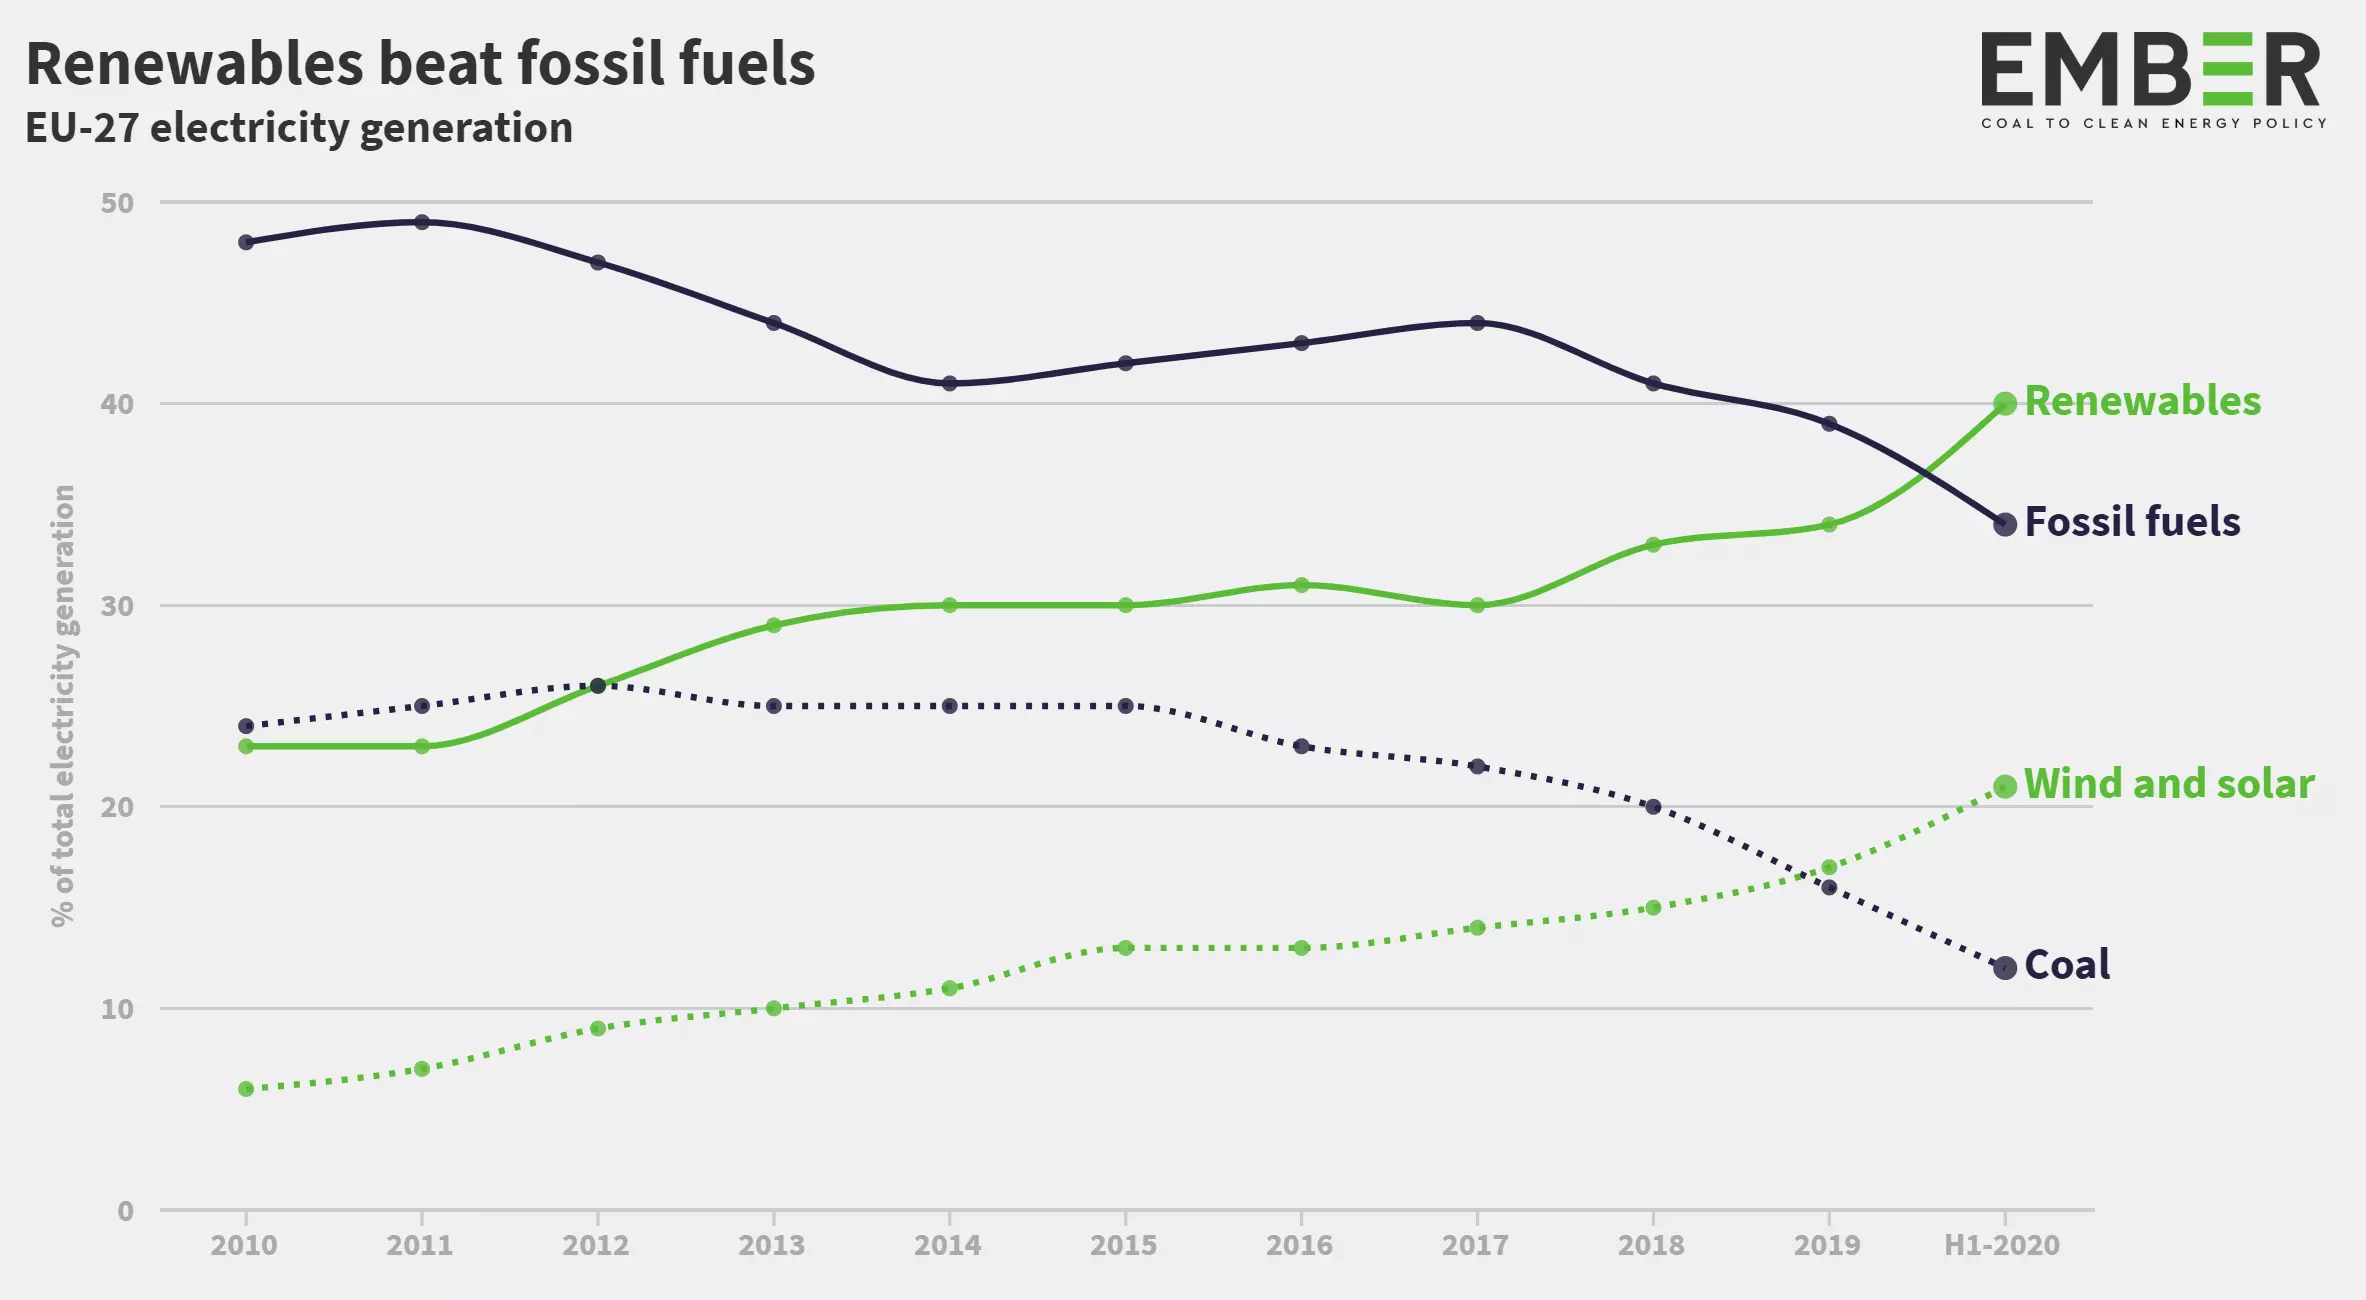 Renewables beat fossil fuels
EU-27 electricity generation
EMBER
COAL TO CLEAN ENERGY POLICY
% of total electricity generation
50
40
30
20
10
0
Renewables
Fossil fuels
Wind and solar
Coal
2010 2011 2012 2013 2014 2015 2016 2017 2018 2019 H1-2020